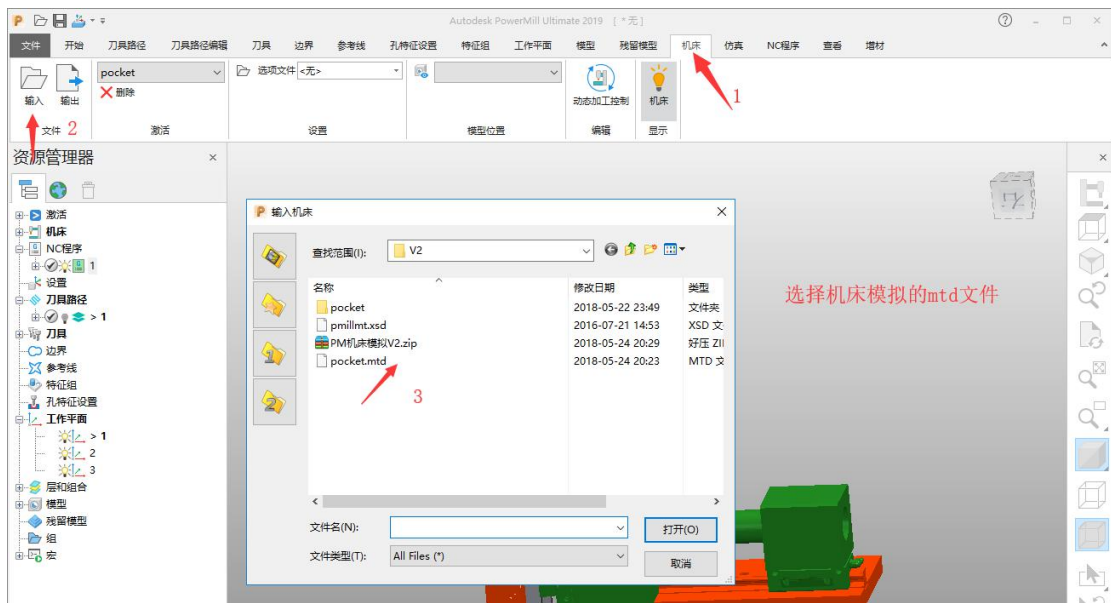 Autodesk PowerMill Ultimate 2019 [ * 无 ]
文件 开始 刀具路径 刀具路径编辑 刀具 边界 参考线 孔特征设置 特征组 工作平面 模型 残留模型 机床 仿真 NC程序 查看 增材
pocket 选项文件 <无>
输入 输出 删除 动态加工控制 机床 1
文件 2 激活 设置 模型位置 编辑 显示
资源管理器
激活
机床
NC程序
1
设置
刀具路径
> 1
刀具
边界
参考线
特征组
孔特征设置
工作平面
> 1
2
3
层和组合
模型
残留模型
组
宏
输入机床
查找范围(I): V2
名称 修改日期 类型
pocket 2018-05-22 23:49 文件夹
pmillmt.xsd 2016-07-21 14:53 XSD 文
PM机床模拟V2.zip 2018-05-24 20:29 好压 ZI
pocket.mtd 2018-05-24 20:23 MTD 文
3
文件名(N): 打开(O)
文件类型(T): All Files (*) 取消
选择机床模拟的mtd文件